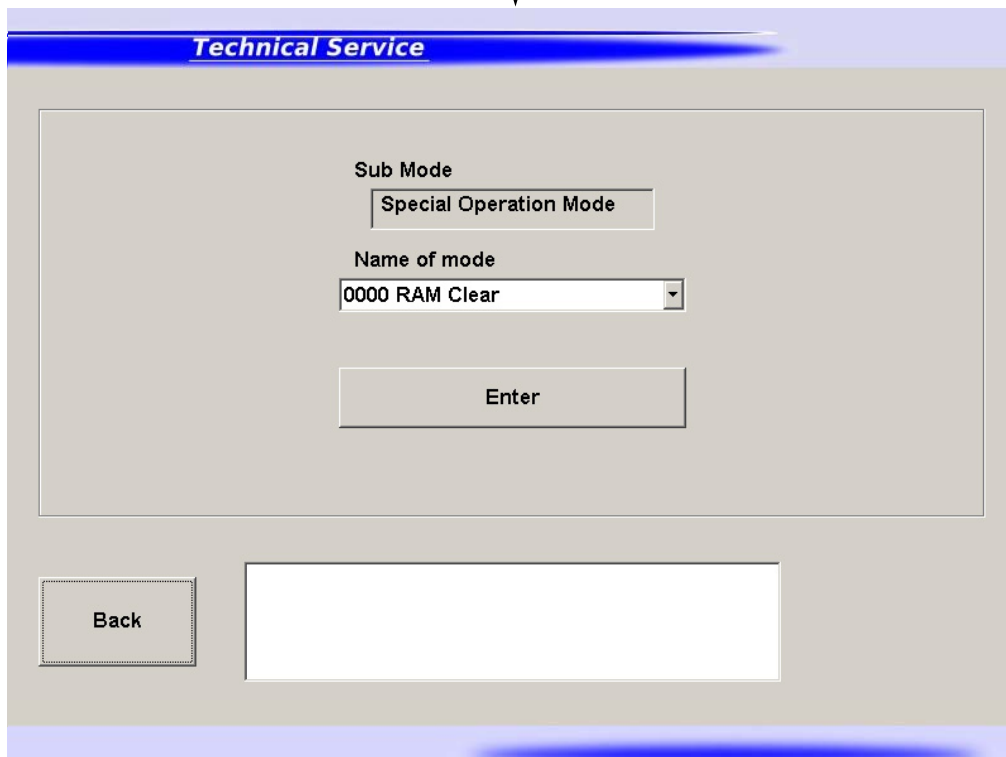 Technical Service
Sub Mode
Special Operation Mode
Name of mode
0000 RAM Clear
Enter
Back